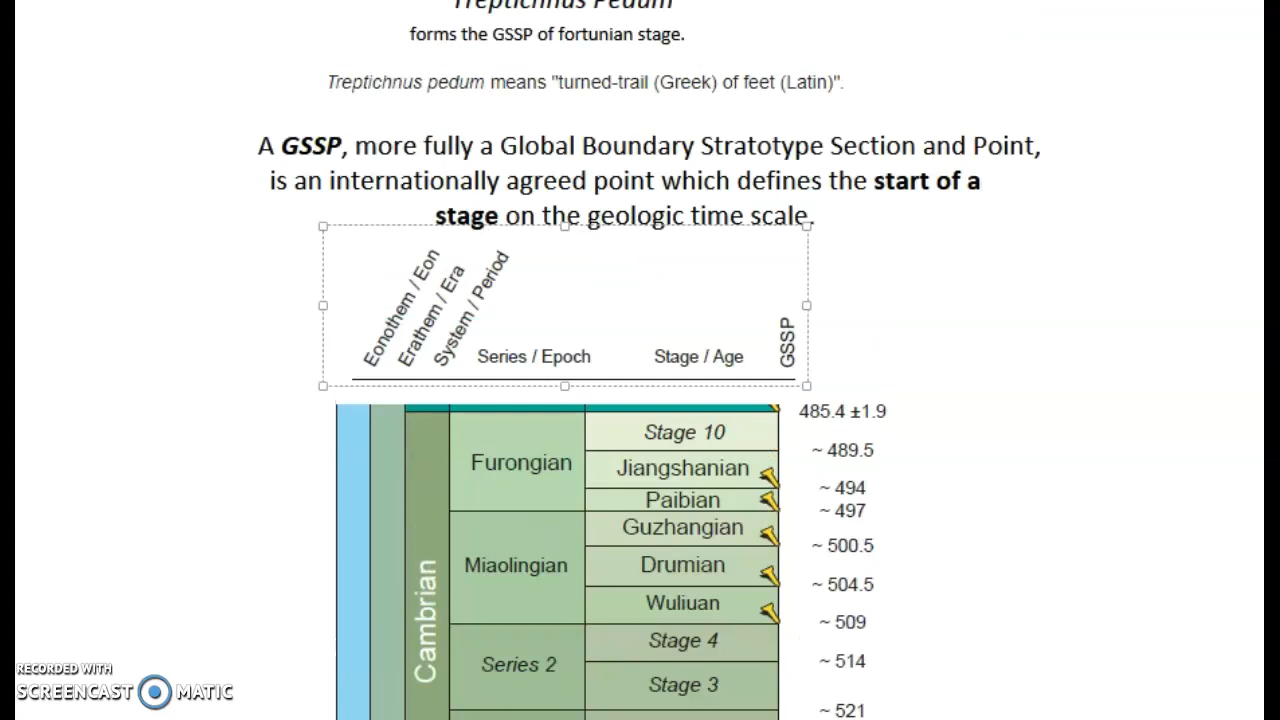 Treptichnus Pedum
forms the GSSP of fortunian stage.
Treptichnus pedum means "turned-trail (Greek) of feet (Latin)".
A GSSP, more fully a Global Boundary Stratotype Section and Point,
is an internationally agreed point which defines the start of a
stage on the geologic time scale.
Eonothem / Eon
Erathem / Era
System / Period
Series / Epoch
Stage / Age
GSSP
485.4 ±1.9
Stage 10
~ 489.5
Furongian
Jiangshanian
~ 494
Paibian
~ 497
Guzhangian
~ 500.5
Miaolingian
Drumian
~ 504.5
Wuliuan
~ 509
Cambrian
Stage 4
~ 514
Series 2
Stage 3
~ 521
RECORDED WITH
SCREENCAST MATIC